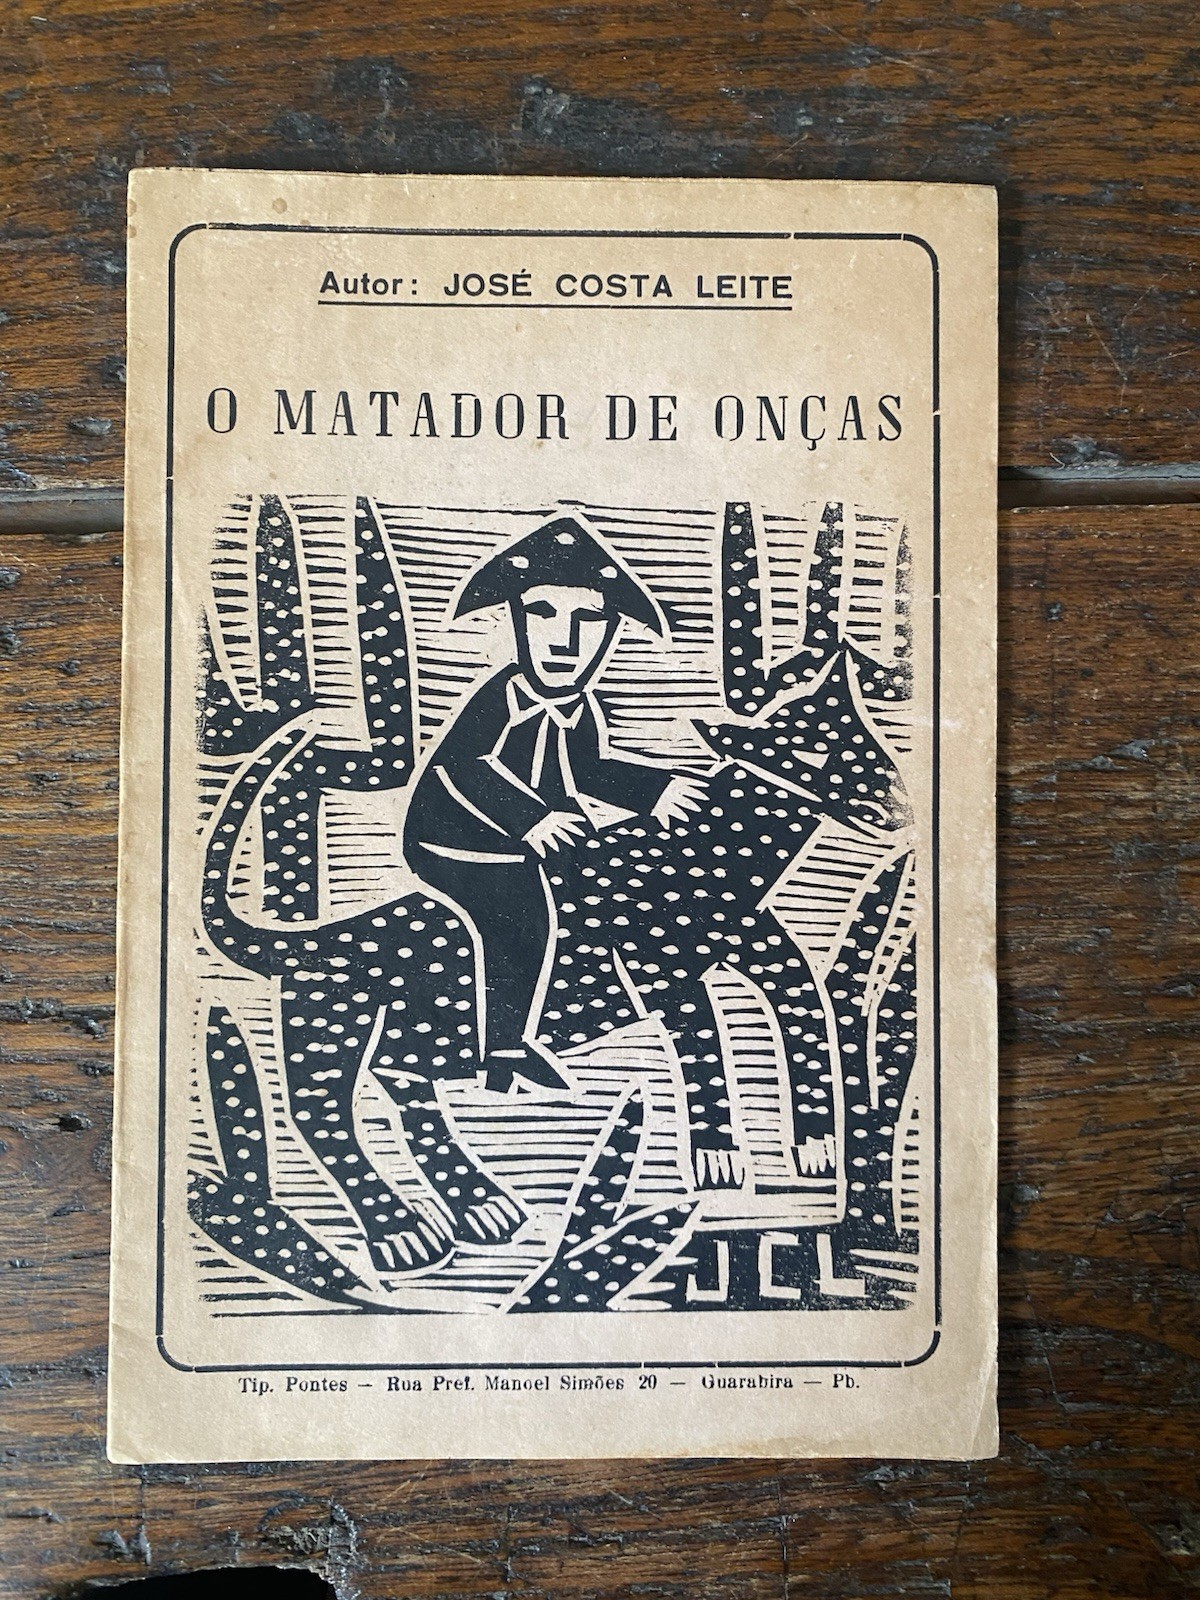 Autor: JOSÉ COSTA LEITE
O MATADOR DE ONÇAS
JCL
Tip. Pontes — Rua Pref. Manoel Simões 20 — Guarabira — Pb.